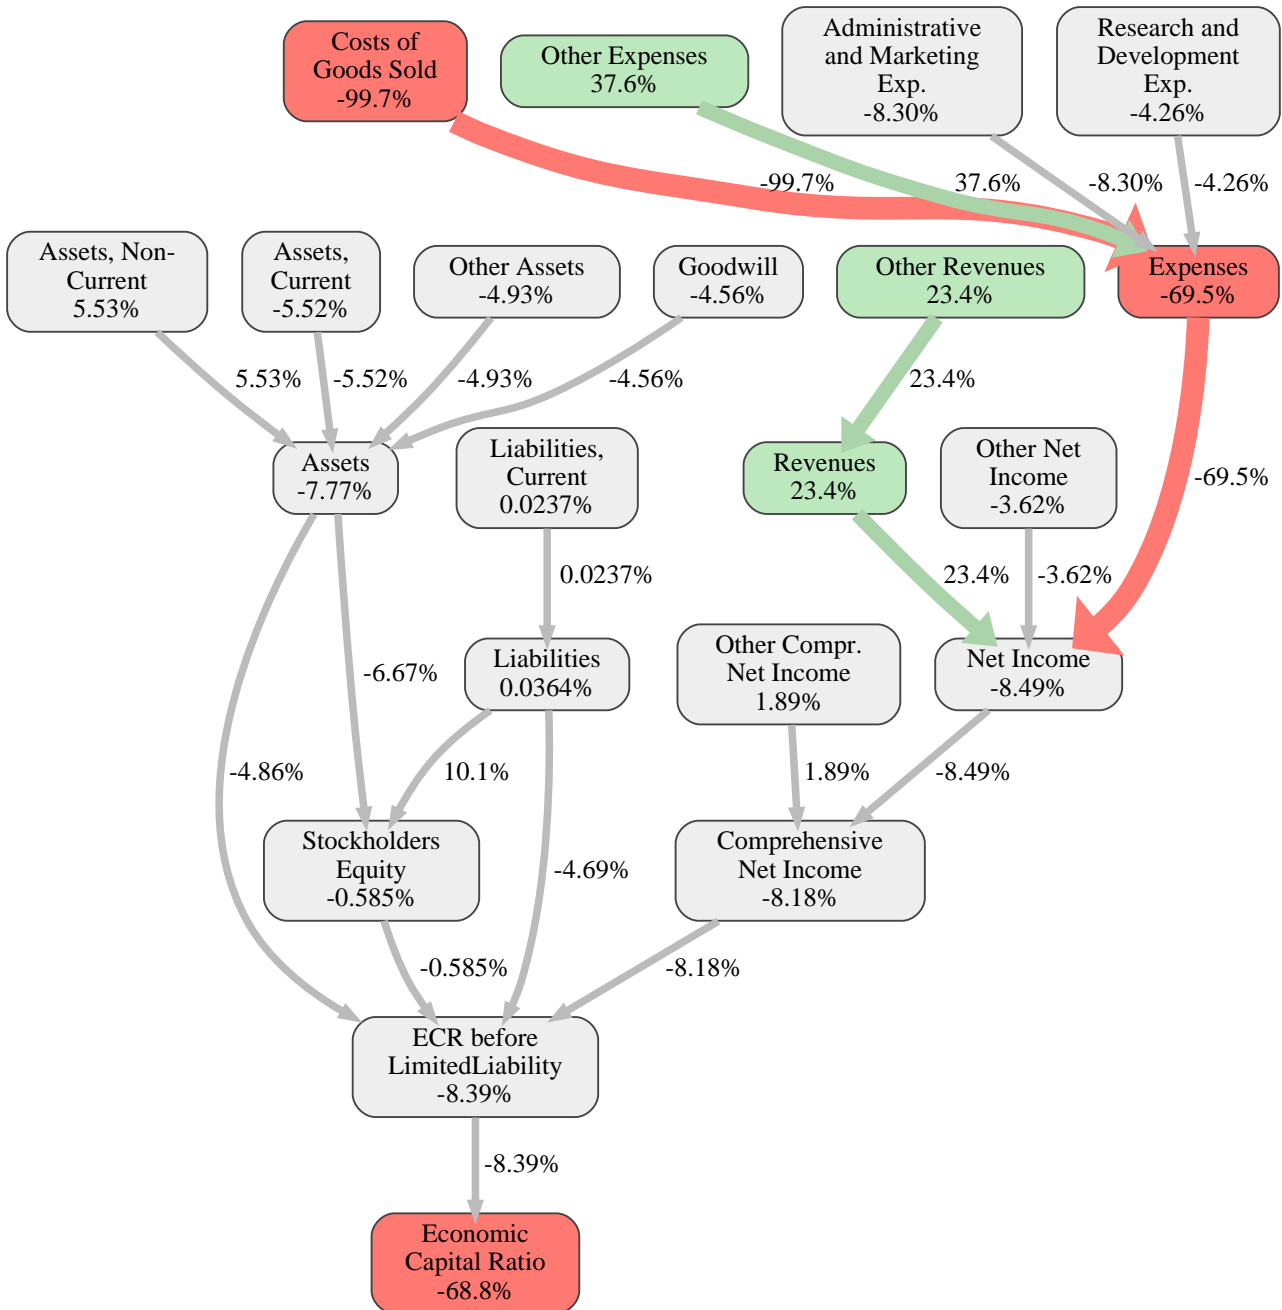 Costs of
Goods Sold
-99.7%
Other Expenses
37.6%
Administrative
and Marketing
Exp.
-8.30%
Research and
Development
Exp.
-4.26%
-99.7%
37.6%
-8.30%
-4.26%
Assets, Non-
Current
5.53%
Assets,
Current
-5.52%
Other Assets
-4.93%
Goodwill
-4.56%
Other Revenues
23.4%
Expenses
-69.5%
5.53%
-5.52%
-4.93%
-4.56%
23.4%
Assets
-7.77%
Liabilities,
Current
0.0237%
Revenues
23.4%
Other Net
Income
-3.62%
-69.5%
0.0237%
23.4%
-3.62%
-6.67%
Liabilities
0.0364%
Other Compr.
Net Income
1.89%
Net Income
-8.49%
-4.86%
10.1%
1.89%
-8.49%
Stockholders
Equity
-0.585%
-4.69%
Comprehensive
Net Income
-8.18%
-0.585%
-8.18%
ECR before
LimitedLiability
-8.39%
-8.39%
Economic
Capital Ratio
-68.8%